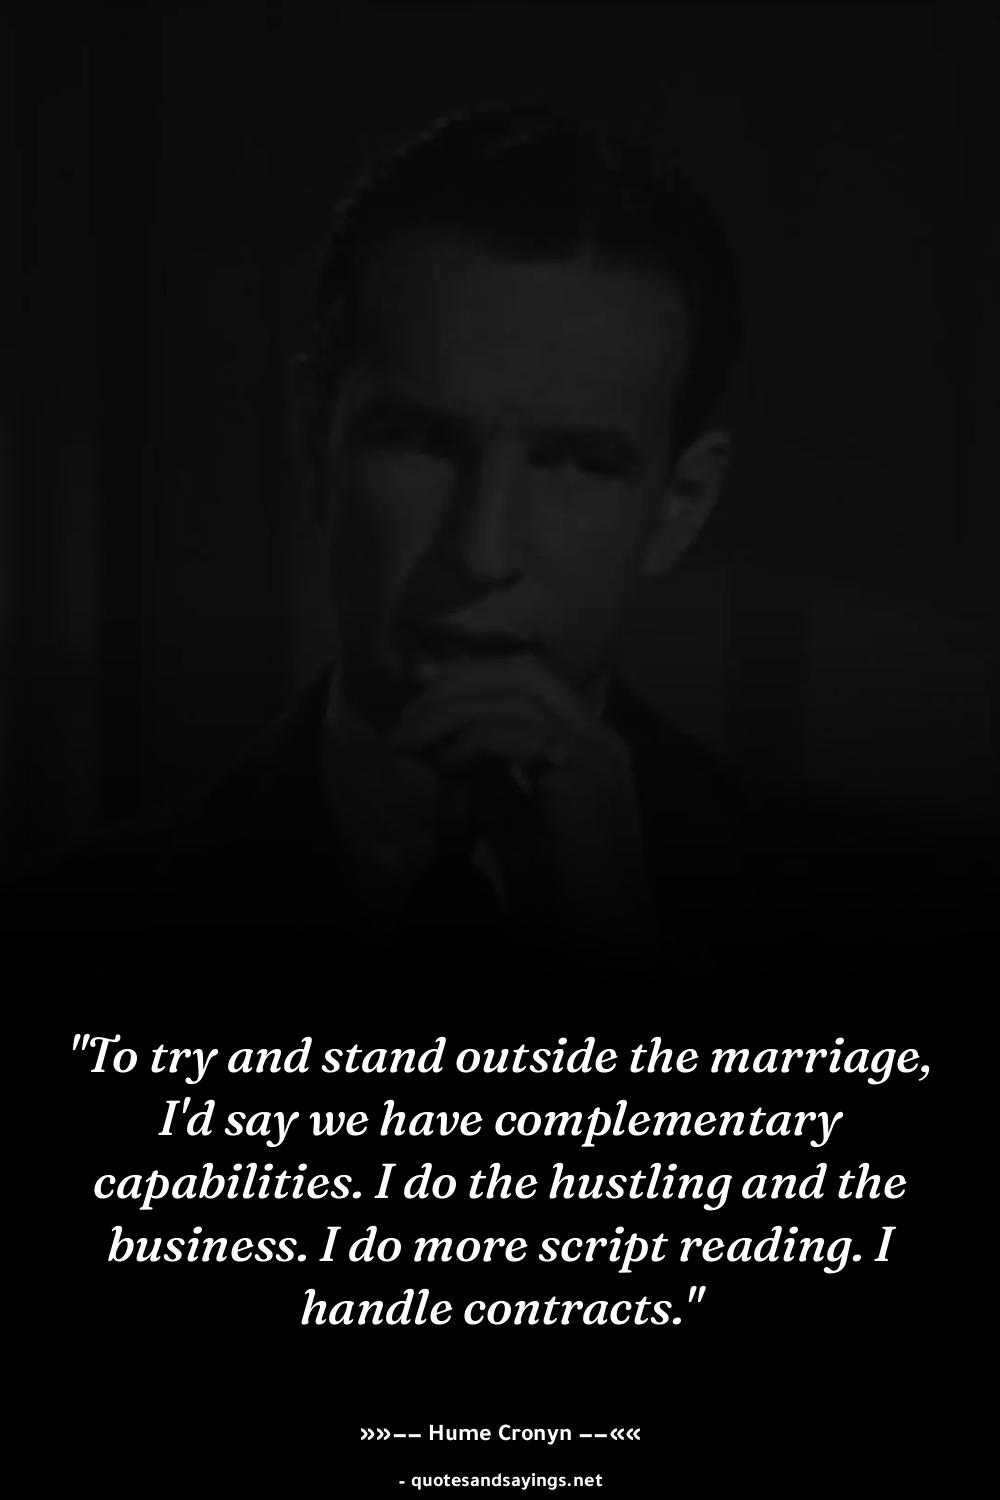 "To try and stand outside the marriage,
I'd say we have complementary
capabilities. I do the hustling and the
business. I do more script reading. I
handle contracts."
»»−− Hume Cronyn −−««
- quotesandsayings.net